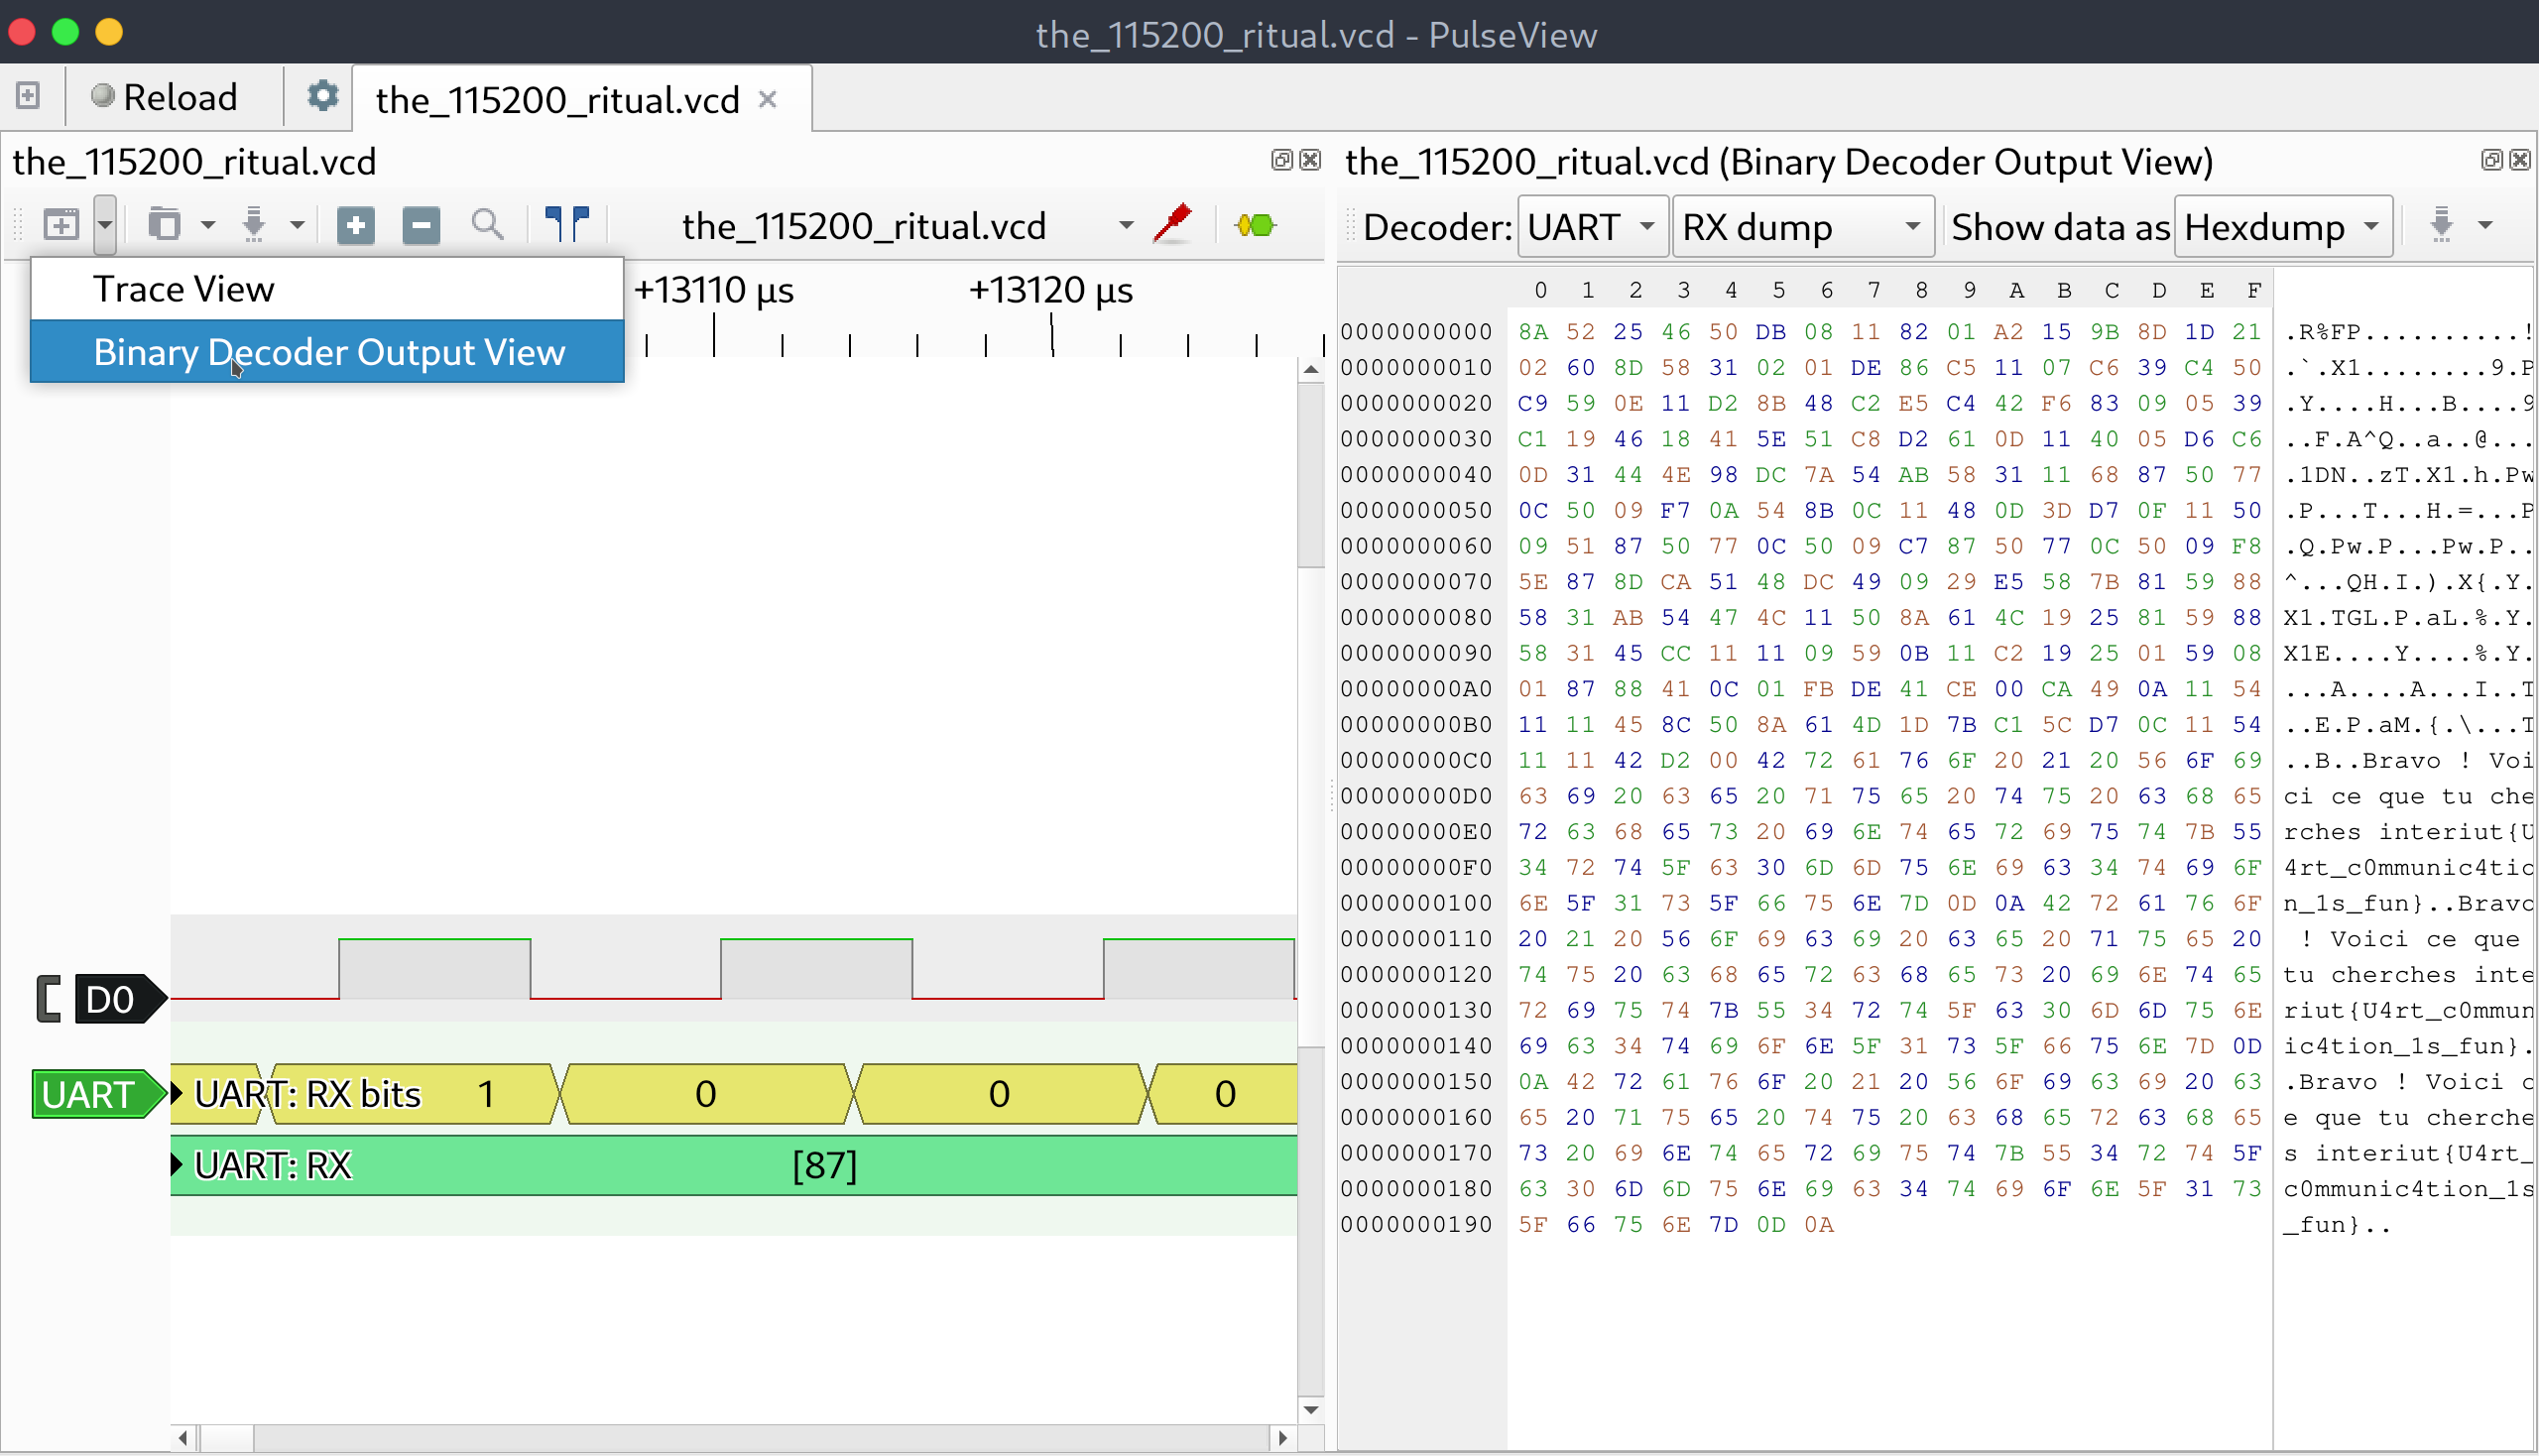 the_115200_ritual.vcd - PulseView
Reload
the_115200_ritual.vcd
the_115200_ritual.vcd
the_115200_ritual.vcd
Trace View
Binary Decoder Output View
+13110 µs
+13120 µs
D0
UART
UART: RX bits 1 0 0 0
UART: RX [87]
the_115200_ritual.vcd (Binary Decoder Output View)
Decoder: UART RX dump Show data as Hexdump
0 1 2 3 4 5 6 7 8 9 A B C D E F
0000000000 8A 52 25 46 50 DB 08 11 82 01 A2 15 9B 8D 1D 21 .R%FP..........!
0000000010 02 60 8D 58 31 02 01 DE 86 C5 11 07 C6 39 C4 50 .`.X1........9.P
0000000020 C9 59 0E 11 D2 8B 48 C2 E5 C4 42 F6 83 09 05 39 .Y....H...B....9
0000000030 C1 19 46 18 41 5E 51 C8 D2 61 0D 11 40 05 D6 C6 ..F.A^Q..a..@...
0000000040 0D 31 44 4E 98 DC 7A 54 AB 58 31 11 68 87 50 77 .1DN..zT.X1.h.Pw
0000000050 0C 50 09 F7 0A 54 8B 0C 11 48 0D 3D D7 0F 11 50 .P...T...H.=...P
0000000060 09 51 87 50 77 0C 50 09 C7 87 50 77 0C 50 09 F8 .Q.Pw.P...Pw.P..
0000000070 5E 87 8D CA 51 48 DC 49 09 29 E5 58 7B 81 59 88 ^...QH.I.).X{.Y.
0000000080 58 31 AB 54 47 4C 11 50 8A 61 4C 19 25 81 59 88 X1.TGL.P.aL.%.Y.
0000000090 58 31 45 CC 11 11 09 59 0B 11 C2 19 25 01 59 08 X1E....Y....%.Y.
00000000A0 01 87 88 41 0C 01 FB DE 41 CE 00 CA 49 0A 11 54 ...A....A...I..T
00000000B0 11 11 45 8C 50 8A 61 4D 1D 7B C1 5C D7 0C 11 54 ..E.P.aM.{.\...T
00000000C0 11 11 42 D2 00 42 72 61 76 6F 20 21 20 56 6F 69 ..B..Bravo ! Voi
00000000D0 63 69 20 63 65 20 71 75 65 20 74 75 20 63 68 65 ci ce que tu che
00000000E0 72 63 68 65 73 20 69 6E 74 65 72 69 75 74 7B 55 rches interiut{U
00000000F0 34 72 74 5F 63 30 6D 6D 75 6E 69 63 34 74 69 6F 4rt_c0mmunic4tio
0000000100 6E 5F 31 73 5F 66 75 6E 7D 0D 0A 42 72 61 76 6F n_1s_fun}..Bravo
0000000110 20 21 20 56 6F 69 63 69 20 63 65 20 71 75 65 20 ! Voici ce que
0000000120 74 75 20 63 68 65 72 63 68 65 73 20 69 6E 74 65 tu cherches inte
0000000130 72 69 75 74 7B 55 34 72 74 5F 63 30 6D 6D 75 6E riut{U4rt_c0mmun
0000000140 69 63 34 74 69 6F 6E 5F 31 73 5F 66 75 6E 7D 0D ic4tion_1s_fun}.
0000000150 0A 42 72 61 76 6F 20 21 20 56 6F 69 63 69 20 63 .Bravo ! Voici c
0000000160 65 20 71 75 65 20 74 75 20 63 68 65 72 63 68 65 e que tu cherche
0000000170 73 20 69 6E 74 65 72 69 75 74 7B 55 34 72 74 5F s interiut{U4rt_
0000000180 63 30 6D 6D 75 6E 69 63 34 74 69 6F 6E 5F 31 73 c0mmunic4tion_1s
0000000190 5F 66 75 6E 7D 0D 0A _fun}..